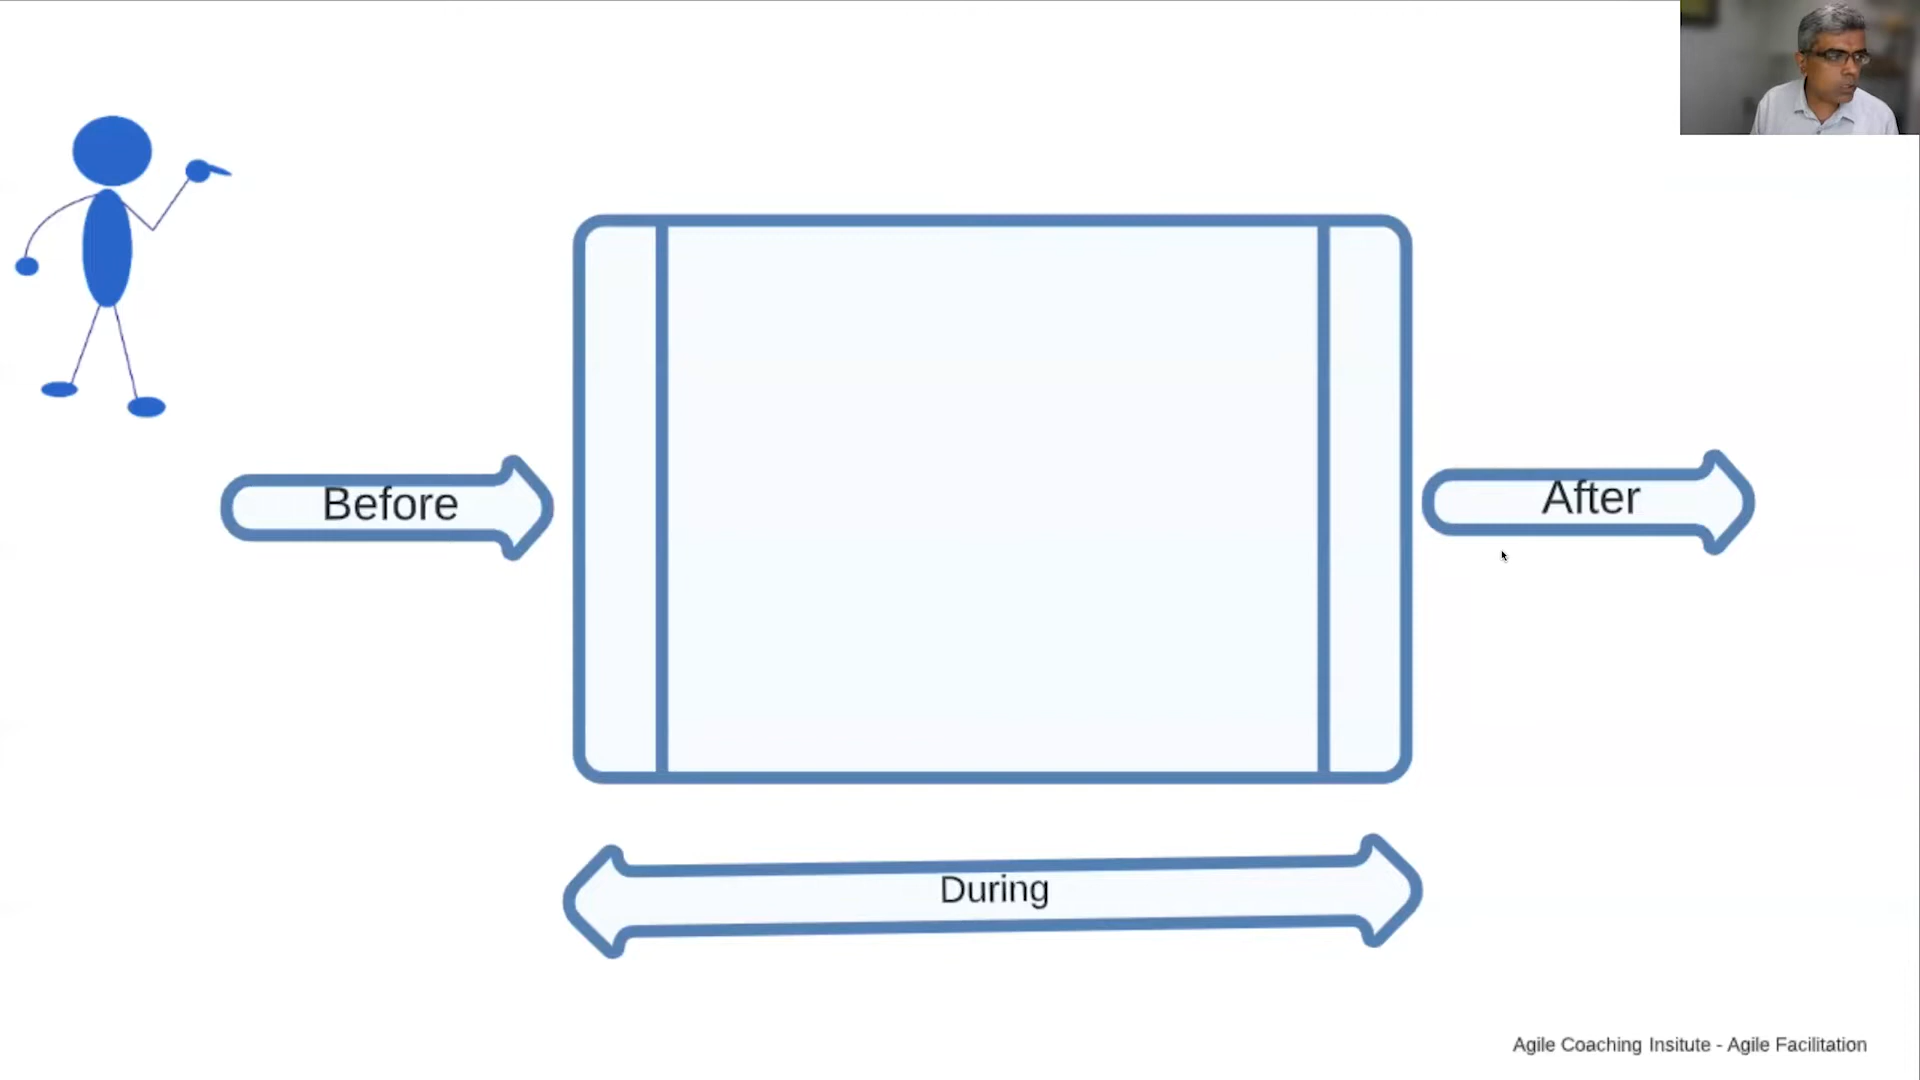 Before
After
During
Agile Coaching Insitute - Agile Facilitation